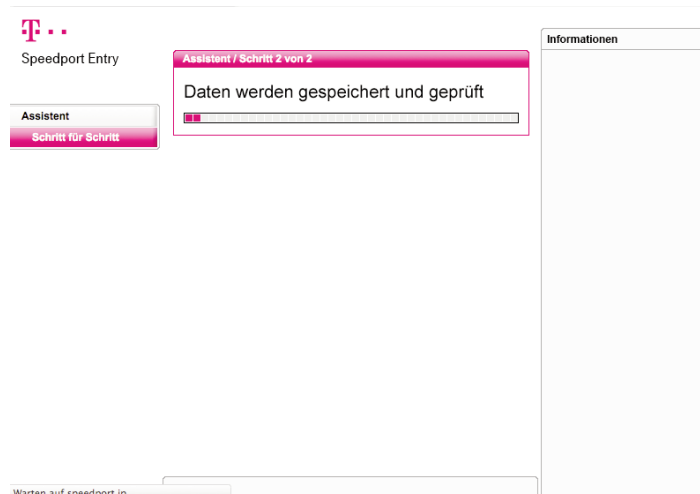 T
Speedport Entry
Assistent
Schritt für Schritt
Assistent / Schritt 2 von 2
Daten werden gespeichert und geprüft
Informationen
Warten auf speedport.ip